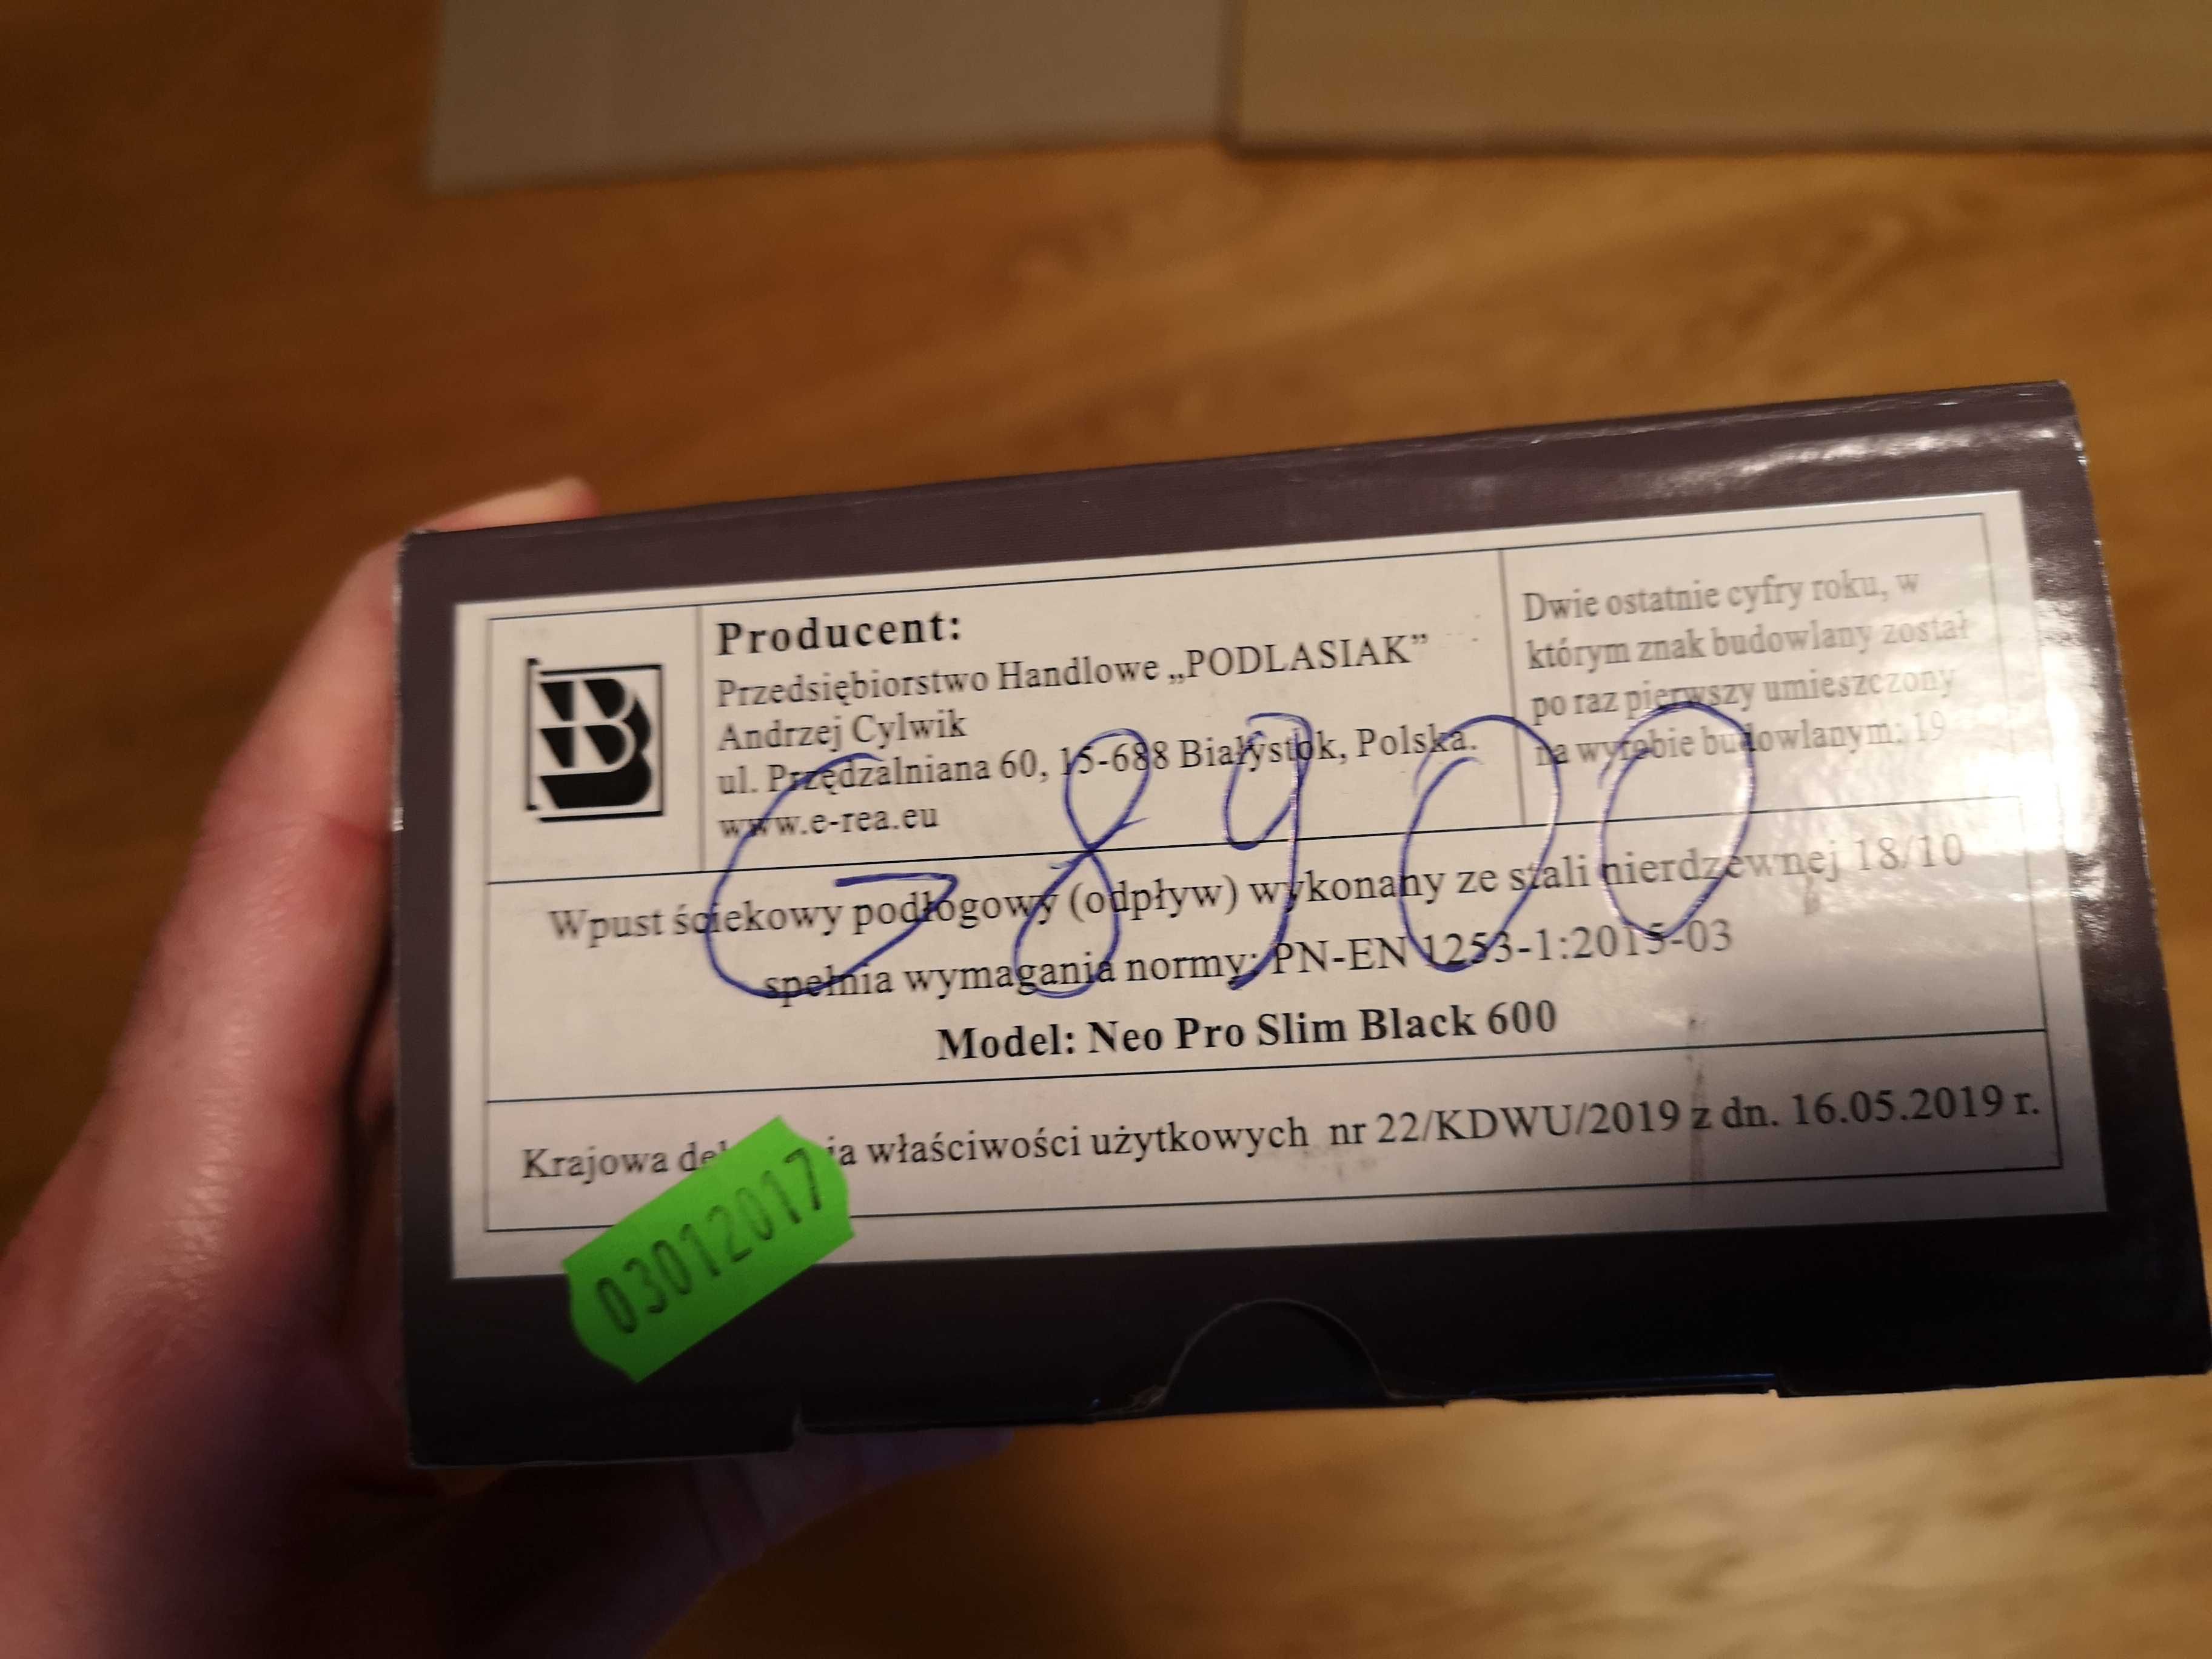 Producent:
Przedsiębiorstwo Handlowe „PODLASIAK”
Andrzej Cylwik
ul. Przędzalniana 60, 15-688 Białystok, Polska.
www.e-rea.eu
Dwie ostatnie cyfry roku, w
którym znak budowlany został
po raz pierwszy umieszczony
na wyrobie budowlanym: 19
G8900
Wpust ściekowy podłogowy (odpływ) wykonany ze stali nierdzewnej 18/10
spełnia wymagania normy: PN-EN 1253-1:2015-03
Model: Neo Pro Slim Black 600
Krajowa właściwości użytkowych nr 22/KDWU/2019 z dn. 16.05.2019 r.
03012017